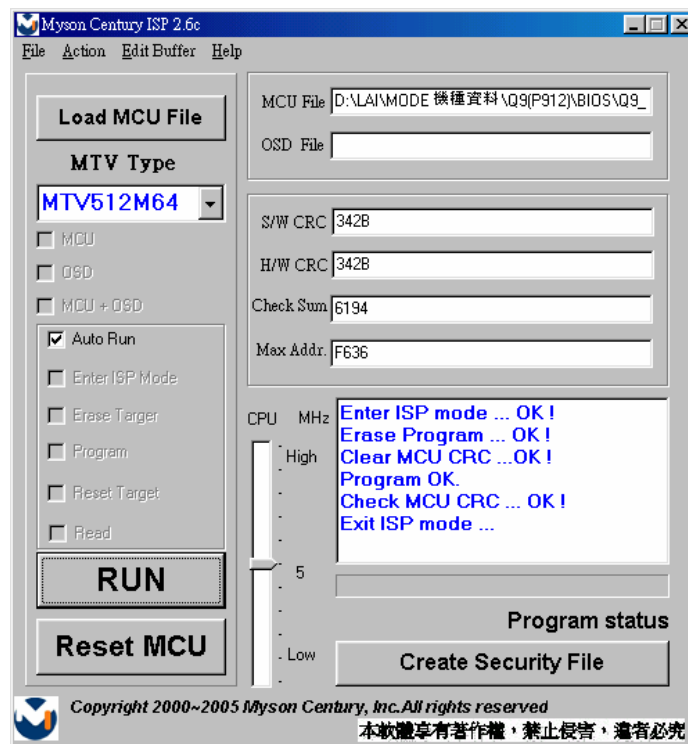 Myson Century ISP 2.6c
File Action Edit Buffer Help
Load MCU File
MTV Type
MTV512M64
MCU
OSD
MCU + OSD
Auto Run
Enter ISP Mode
Erase Targer
Program
Reset Target
Read
RUN
Reset MCU
MCU File D:\LAI\MODE 機種資料\Q9(P912)\BIOS\Q9_
OSD File
S/W CRC 342B
H/W CRC 342B
Check Sum 6194
Max Addr. F636
CPU MHz
High
5
Low
Enter ISP mode ... OK !
Erase Program ... OK !
Clear MCU CRC ...OK !
Program OK.
Check MCU CRC ... OK !
Exit ISP mode ...
Program status
Create Security File
Copyright 2000~2005 Myson Century, Inc.All rights reserved
本軟體享有著作權，禁止侵害，違者必究